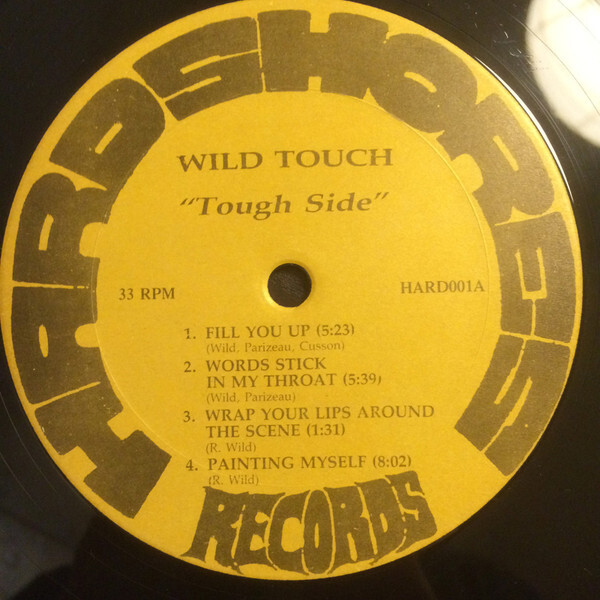 HARDSHORES
WILD TOUCH
"Tough Side"
33 RPM
HARD001A
1. FILL YOU UP (5:23)
(Wild, Parizeau, Cusson)
2. WORDS STICK
IN MY THROAT (5:39)
(Wild, Parizeau)
3. WRAP YOUR LIPS AROUND
THE SCENE (1:31)
(R. Wild)
4. PAINTING MYSELF (8:02)
(R. Wild)
RECORDS